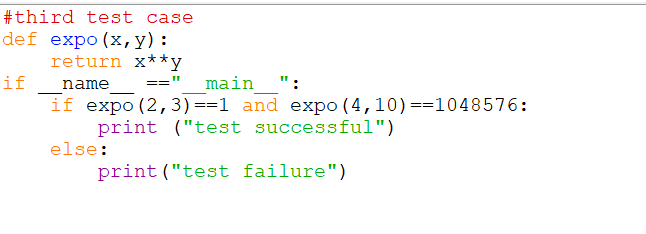 #third test case
def expo(x,y):
    return x**y
if __name__ =="__main__":
    if expo(2,3)==1 and expo(4,10)==1048576:
        print ("test successful")
    else:
        print("test failure")